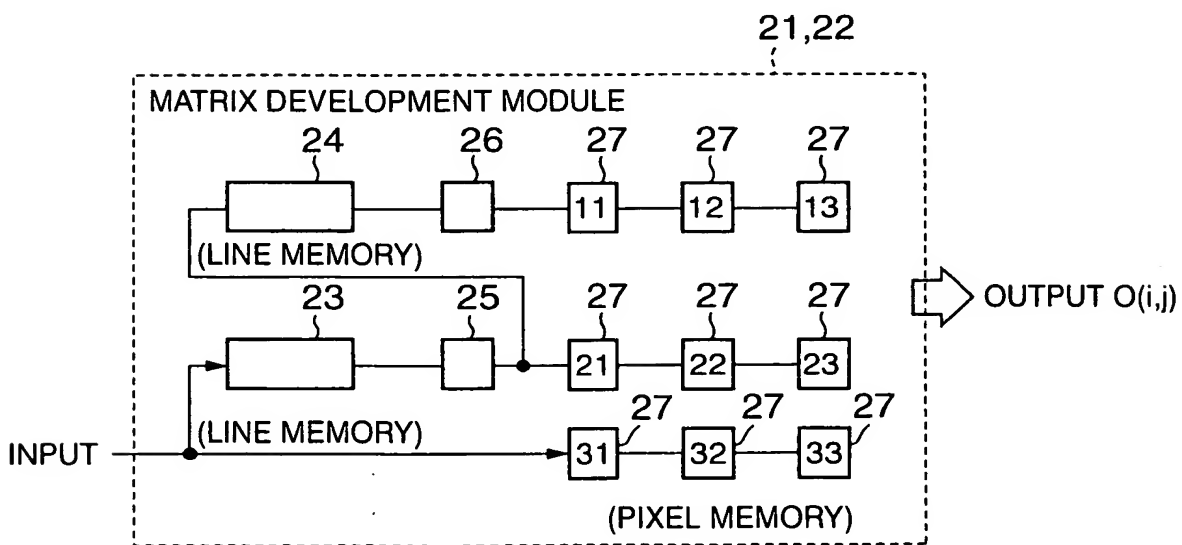 21,22
MATRIX DEVELOPMENT MODULE
24 26 27 27 27
11 12 13
(LINE MEMORY)
23 25 27 27 27
OUTPUT O(i,j)
21 22 23
27 27 27
(LINE MEMORY)
INPUT
31 32 33
(PIXEL MEMORY)